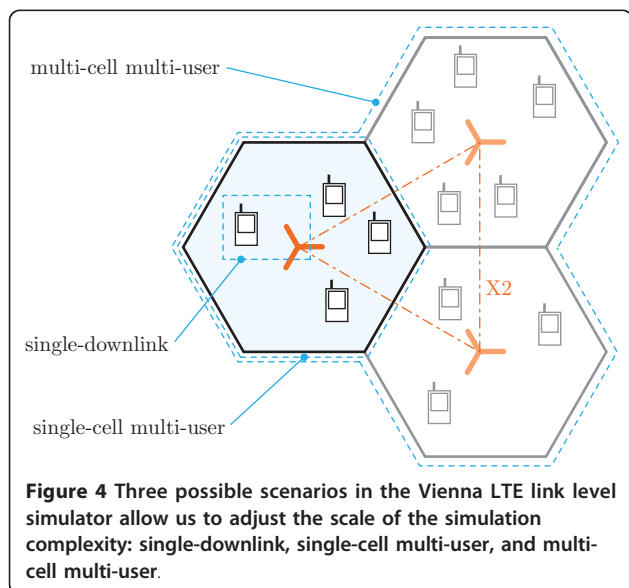 multi-cell multi-user
X2
single-downlink
single-cell multi-user
Figure 4 Three possible scenarios in the Vienna LTE link level
simulator allow us to adjust the scale of the simulation
complexity: single-downlink, single-cell multi-user, and multi-
cell multi-user.